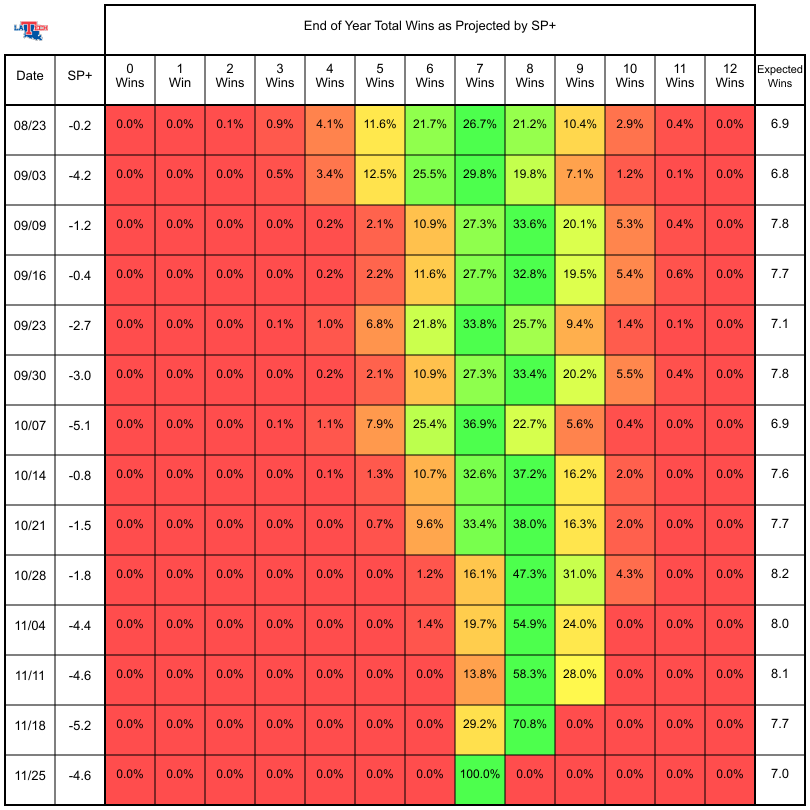 LA TECH
End of Year Total Wins as Projected by SP+
Date SP+ 0 Wins 1 Win 2 Wins 3 Wins 4 Wins 5 Wins 6 Wins 7 Wins 8 Wins 9 Wins 10 Wins 11 Wins 12 Wins Expected Wins
08/23 -0.2 0.0% 0.0% 0.1% 0.9% 4.1% 11.6% 21.7% 26.7% 21.2% 10.4% 2.9% 0.4% 0.0% 6.9
09/03 -4.2 0.0% 0.0% 0.0% 0.5% 3.4% 12.5% 25.5% 29.8% 19.8% 7.1% 1.2% 0.1% 0.0% 6.8
09/09 -1.2 0.0% 0.0% 0.0% 0.0% 0.2% 2.1% 10.9% 27.3% 33.6% 20.1% 5.3% 0.4% 0.0% 7.8
09/16 -0.4 0.0% 0.0% 0.0% 0.0% 0.2% 2.2% 11.6% 27.7% 32.8% 19.5% 5.4% 0.6% 0.0% 7.7
09/23 -2.7 0.0% 0.0% 0.0% 0.1% 1.0% 6.8% 21.8% 33.8% 25.7% 9.4% 1.4% 0.1% 0.0% 7.1
09/30 -3.0 0.0% 0.0% 0.0% 0.0% 0.2% 2.1% 10.9% 27.3% 33.4% 20.2% 5.5% 0.4% 0.0% 7.8
10/07 -5.1 0.0% 0.0% 0.0% 0.1% 1.1% 7.9% 25.4% 36.9% 22.7% 5.6% 0.4% 0.0% 0.0% 6.9
10/14 -0.8 0.0% 0.0% 0.0% 0.0% 0.1% 1.3% 10.7% 32.6% 37.2% 16.2% 2.0% 0.0% 0.0% 7.6
10/21 -1.5 0.0% 0.0% 0.0% 0.0% 0.0% 0.7% 9.6% 33.4% 38.0% 16.3% 2.0% 0.0% 0.0% 7.7
10/28 -1.8 0.0% 0.0% 0.0% 0.0% 0.0% 0.0% 1.2% 16.1% 47.3% 31.0% 4.3% 0.0% 0.0% 8.2
11/04 -4.4 0.0% 0.0% 0.0% 0.0% 0.0% 0.0% 1.4% 19.7% 54.9% 24.0% 0.0% 0.0% 0.0% 8.0
11/11 -4.6 0.0% 0.0% 0.0% 0.0% 0.0% 0.0% 0.0% 13.8% 58.3% 28.0% 0.0% 0.0% 0.0% 8.1
11/18 -5.2 0.0% 0.0% 0.0% 0.0% 0.0% 0.0% 0.0% 29.2% 70.8% 0.0% 0.0% 0.0% 0.0% 7.7
11/25 -4.6 0.0% 0.0% 0.0% 0.0% 0.0% 0.0% 0.0% 100.0% 0.0% 0.0% 0.0% 0.0% 0.0% 7.0